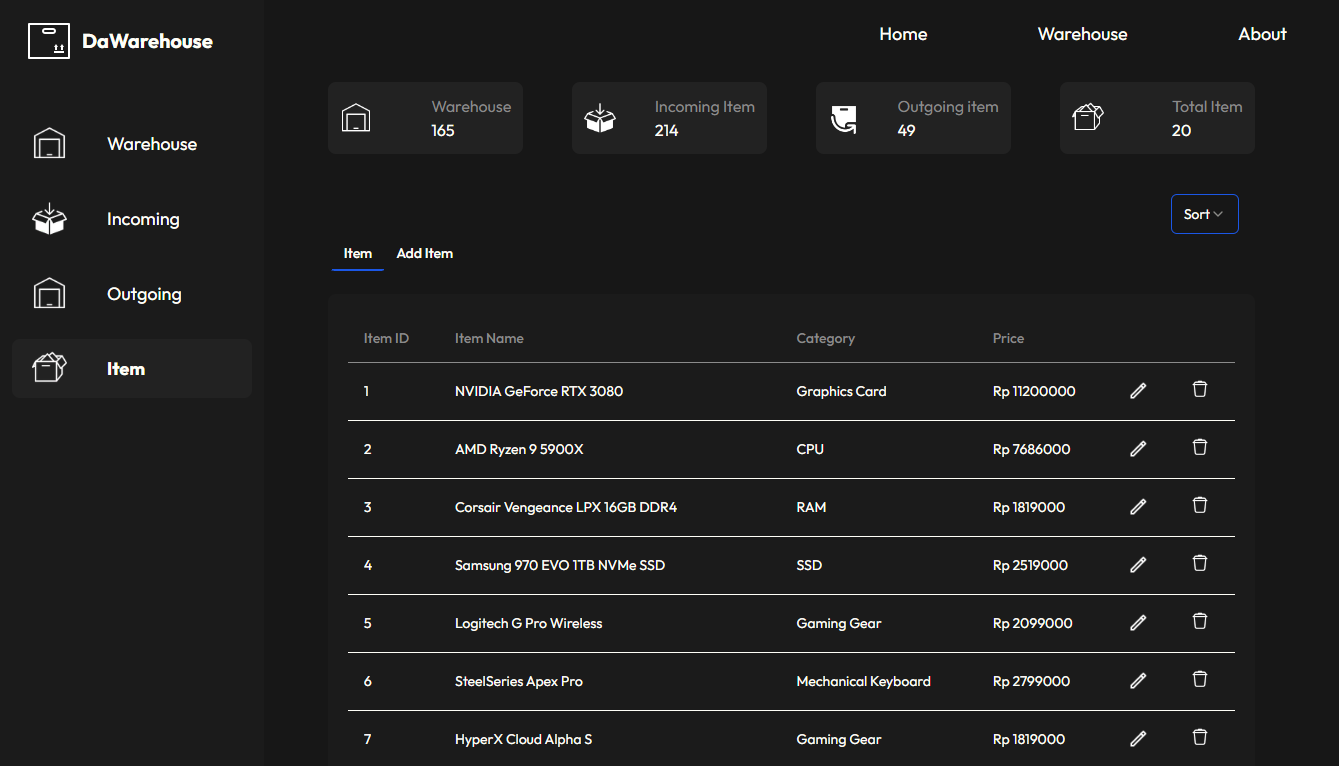 DaWarehouse
Home Warehouse About
Warehouse
Incoming
Outgoing
Item
Warehouse
165
Incoming Item
214
Outgoing item
49
Total Item
20
Sort
Item Add Item
Item ID Item Name Category Price
1 NVIDIA GeForce RTX 3080 Graphics Card Rp 11200000
2 AMD Ryzen 9 5900X CPU Rp 7686000
3 Corsair Vengeance LPX 16GB DDR4 RAM Rp 1819000
4 Samsung 970 EVO 1TB NVMe SSD SSD Rp 2519000
5 Logitech G Pro Wireless Gaming Gear Rp 2099000
6 SteelSeries Apex Pro Mechanical Keyboard Rp 2799000
7 HyperX Cloud Alpha S Gaming Gear Rp 1819000